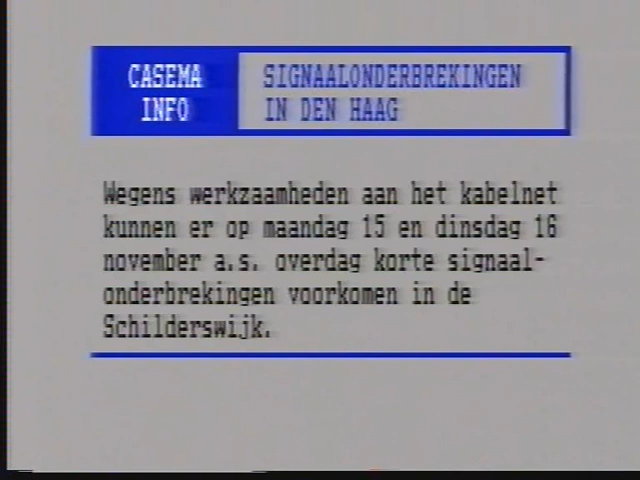 CASEMA INFO
SIGNAALONDERBREKINGEN
IN DEN HAAG
Wegens werkzaamheden aan het kabelnet
kunnen er op maandag 15 en dinsdag 16
november a.s. overdag korte signaal-
onderbrekingen voorkomen in de
Schilderswijk.